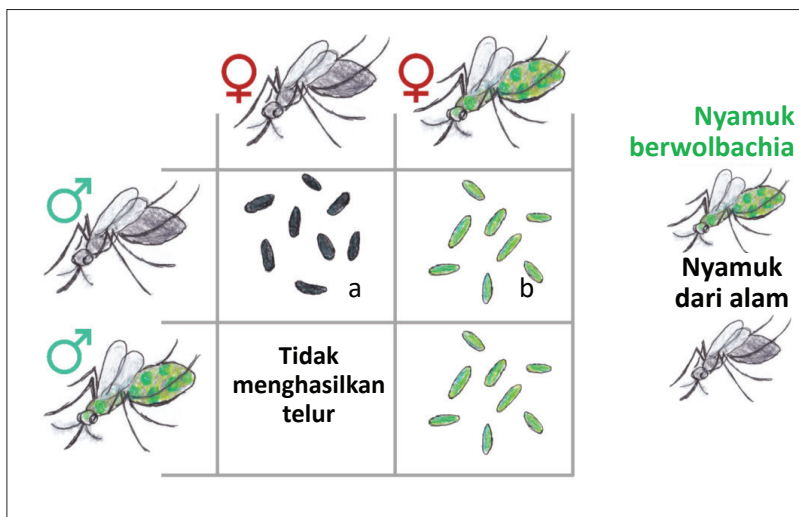 Nyamuk
berwolbachia
a
b
Nyamuk
dari alam
Tidak
menghasilkan
telur